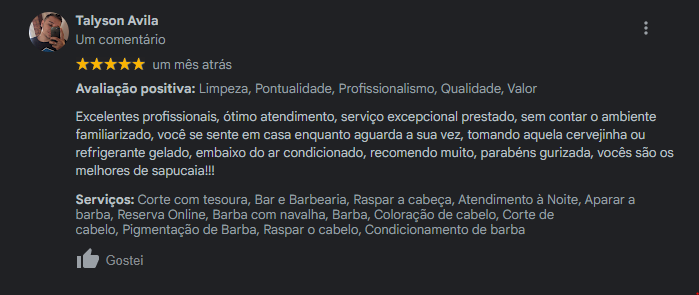 Talyson Avila
Um comentário
um mês atrás
Avaliação positiva: Limpeza, Pontualidade, Profissionalismo, Qualidade, Valor
Excelentes profissionais, ótimo atendimento, serviço excepcional prestado, sem contar o ambiente
familiarizado, você se sente em casa enquanto aguarda a sua vez, tomando aquela cervejinha ou
refrigerante gelado, embaixo do ar condicionado, recomendo muito, parabéns gurizada, vocês são os
melhores de sapucaia!!!
Serviços: Corte com tesoura, Bar e Barbearia, Raspar a cabeça, Atendimento à Noite, Aparar a
barba, Reserva Online, Barba com navalha, Barba, Coloração de cabelo, Corte de
cabelo, Pigmentação de Barba, Raspar o cabelo, Condicionamento de barba
Gostei